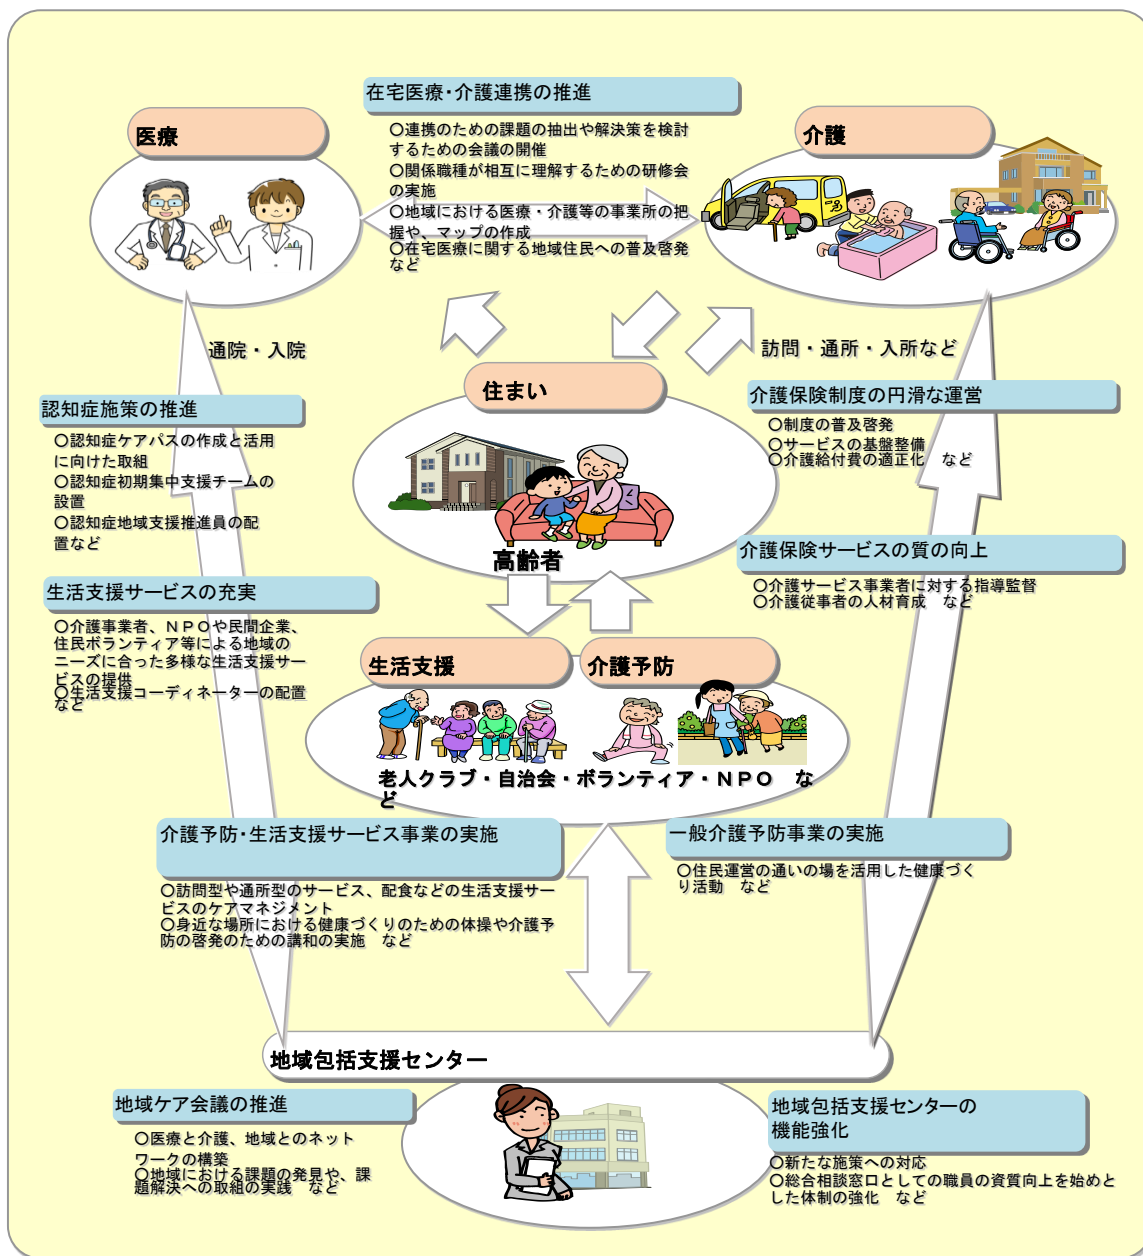 在宅医療・介護連携の推進
医療
介護
○連携のための課題の抽出や解決策を検討
するための会議の開催
○関係職種が相互に理解するための研修会
の実施
○地域における医療・介護等の事業所の把
握や、マップの作成
○在宅医療に関する地域住民への普及啓発
など
通院・入院
訪問・通所・入所など
住まい
高齢者
認知症施策の推進
○認知症ケアパスの作成と活用
に向けた取組
○認知症初期集中支援チームの
設置
○認知症地域支援推進員の配
置など
介護保険制度の円滑な運営
○制度の普及啓発
○サービスの基盤整備
○介護給付費の適正化　など
介護保険サービスの質の向上
○介護サービス事業者に対する指導監督
○介護従事者の人材育成　など
生活支援サービスの充実
○介護事業者、ＮＰＯや民間企業、
住民ボランティア等による地域の
ニーズに合った多様な生活支援サー
ビスの提供
○生活支援コーディネーターの配置
など
生活支援
介護予防
老人クラブ・自治会・ボランティア・ＮＰＯ　な
ど
介護予防・生活支援サービス事業の実施
○訪問型や通所型のサービス、配食などの生活支援サー
ビスのケアマネジメント
○身近な場所における健康づくりのための体操や介護予
防の啓発のための講和の実施　など
一般介護予防事業の実施
○住民運営の通いの場を活用した健康づく
り活動　など
地域包括支援センター
地域ケア会議の推進
○医療と介護、地域とのネット
ワークの構築
○地域における課題の発見や、課
題解決への取組の実践　など
地域包括支援センターの
機能強化
○新たな施策への対応
○総合相談窓口としての職員の資質向上を始めと
した体制の強化　など